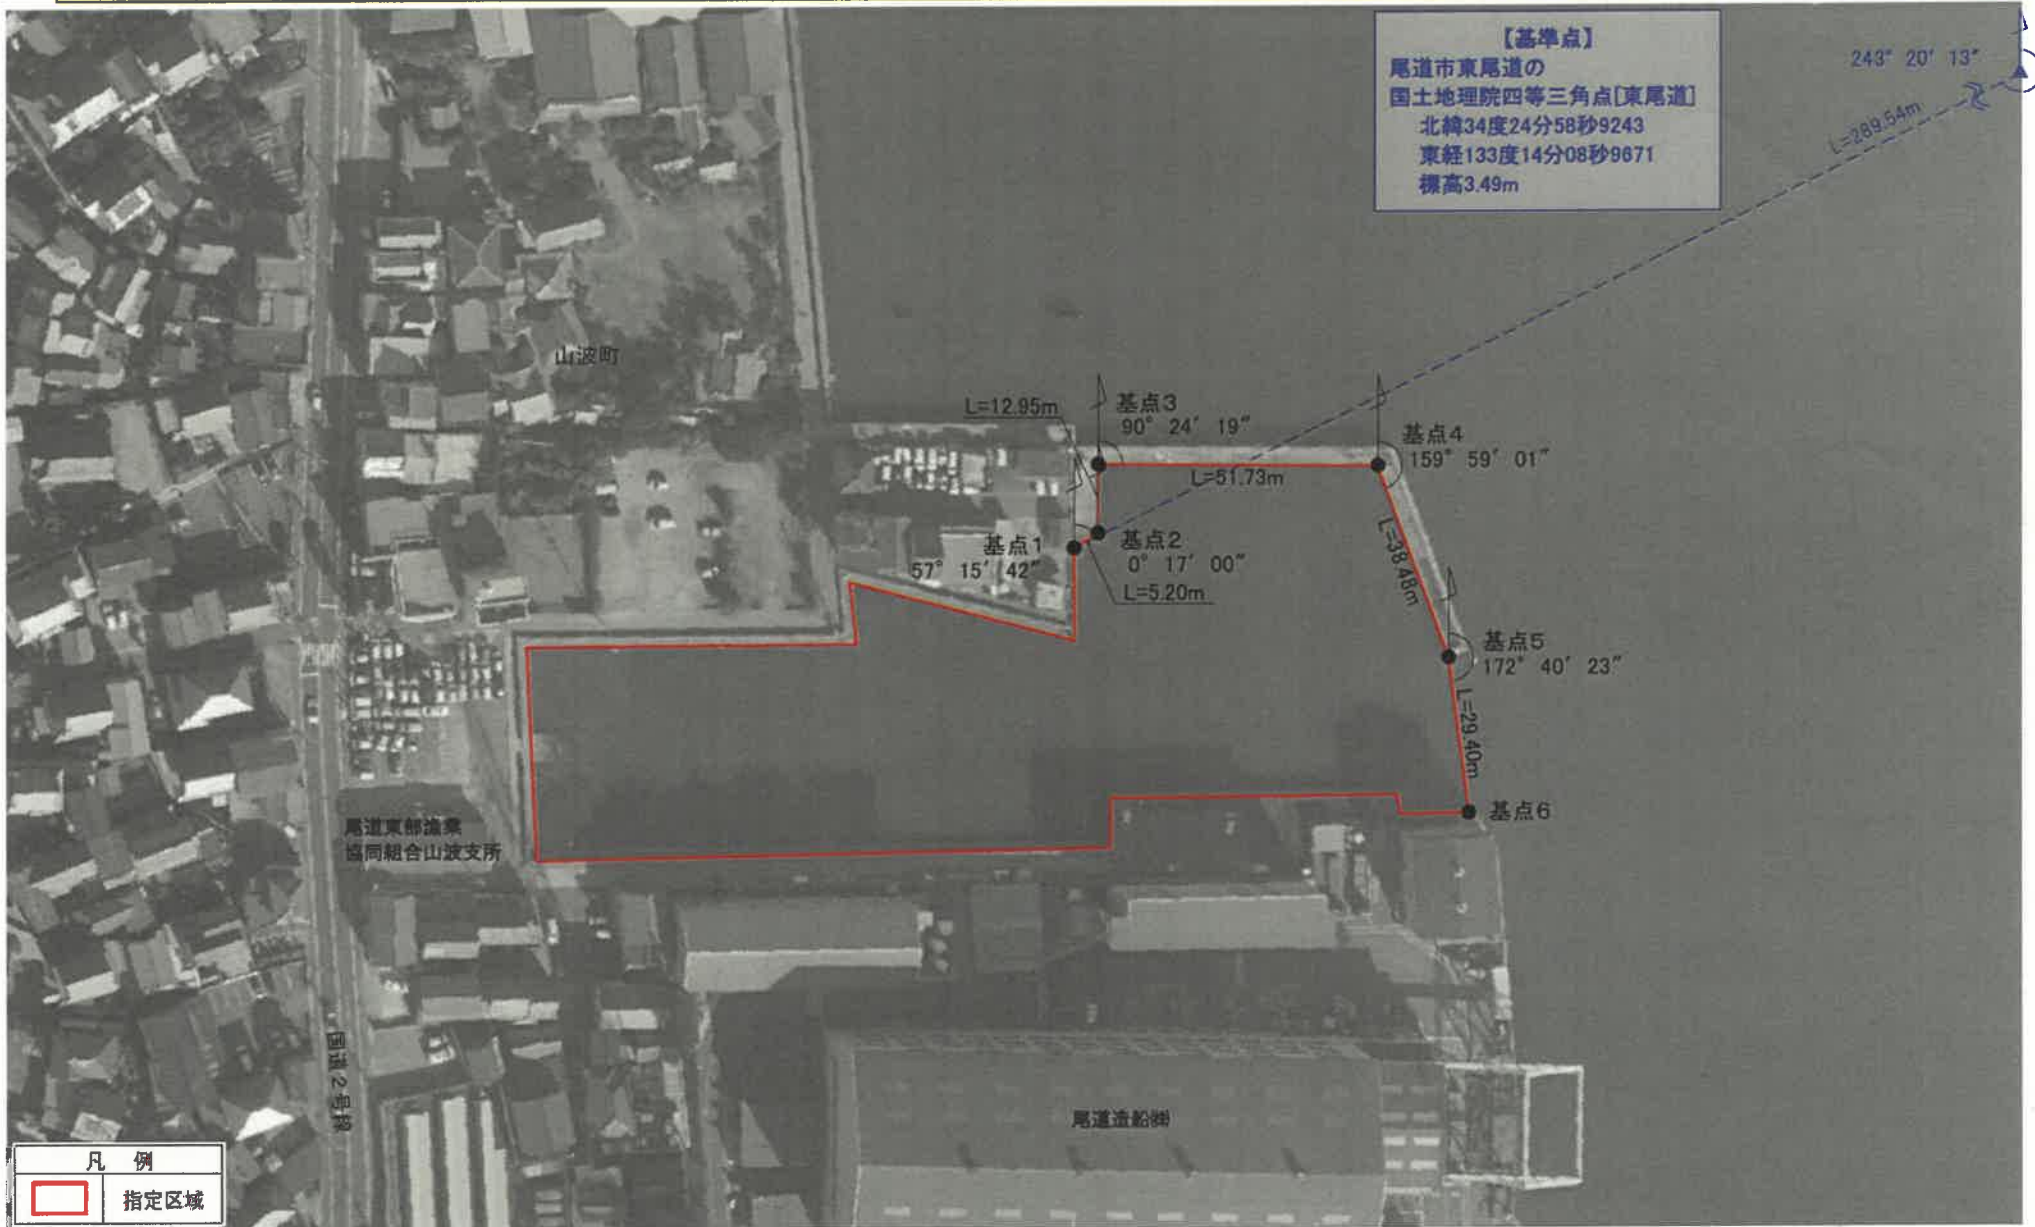 【基準点】
尾道市東尾道の
国土地理院四等三角点[東尾道]
北緯34度24分58秒9243
東経133度14分08秒9671
標高3.49m
243° 20′ 13″
L=289.54m
山波町
L=12.95m
基点3
90° 24′ 19″
基点4
159° 59′ 01″
L=51.73m
基点1
57° 15′ 42″
基点2
0° 17′ 00″
L=5.20m
L=38.48m
基点5
172° 40′ 23″
L=29.40m
基点6
尾道東部漁業
協同組合山波支所
国道2号線
尾道造船㈱
凡 例
指定区域